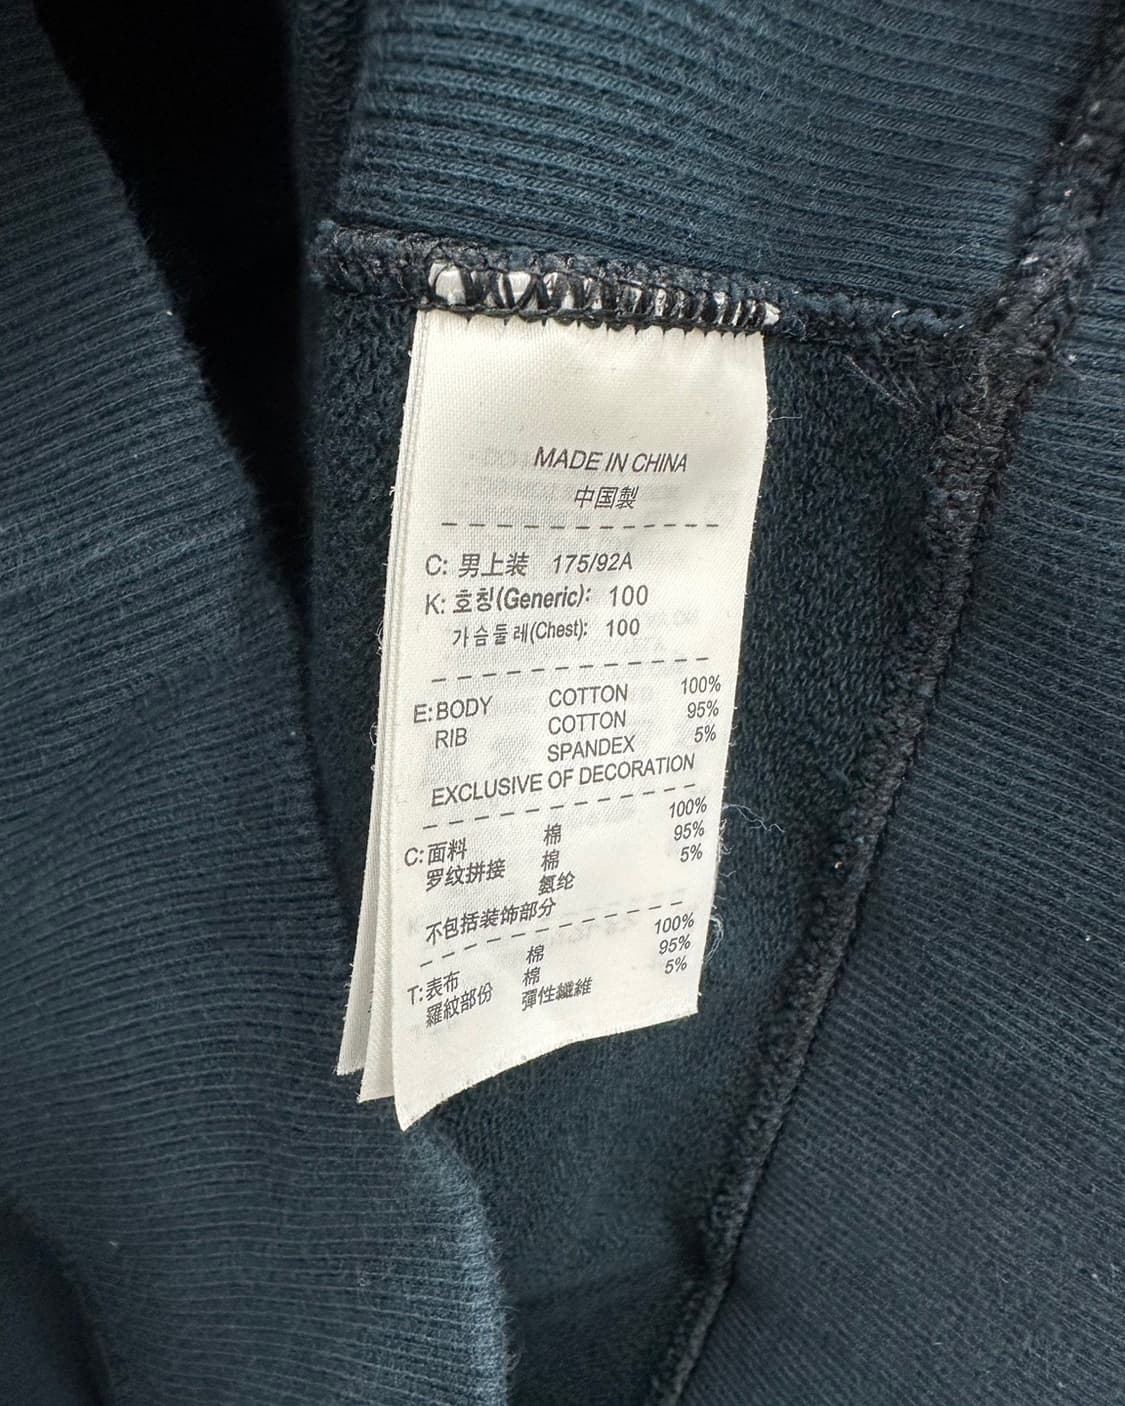 MADE IN CHINA
中国製
C: 男上装 175/92A
K: 호칭(Generic): 100
가슴둘레(Chest): 100
E: BODY COTTON 100%
RIB COTTON 95%
SPANDEX 5%
EXCLUSIVE OF DECORATION
C: 面料 棉 100%
罗纹拼接 棉 95%
氨纶 5%
不包括装饰部分
T: 表布 棉 100%
羅紋部份 棉 95%
彈性纖維 5%